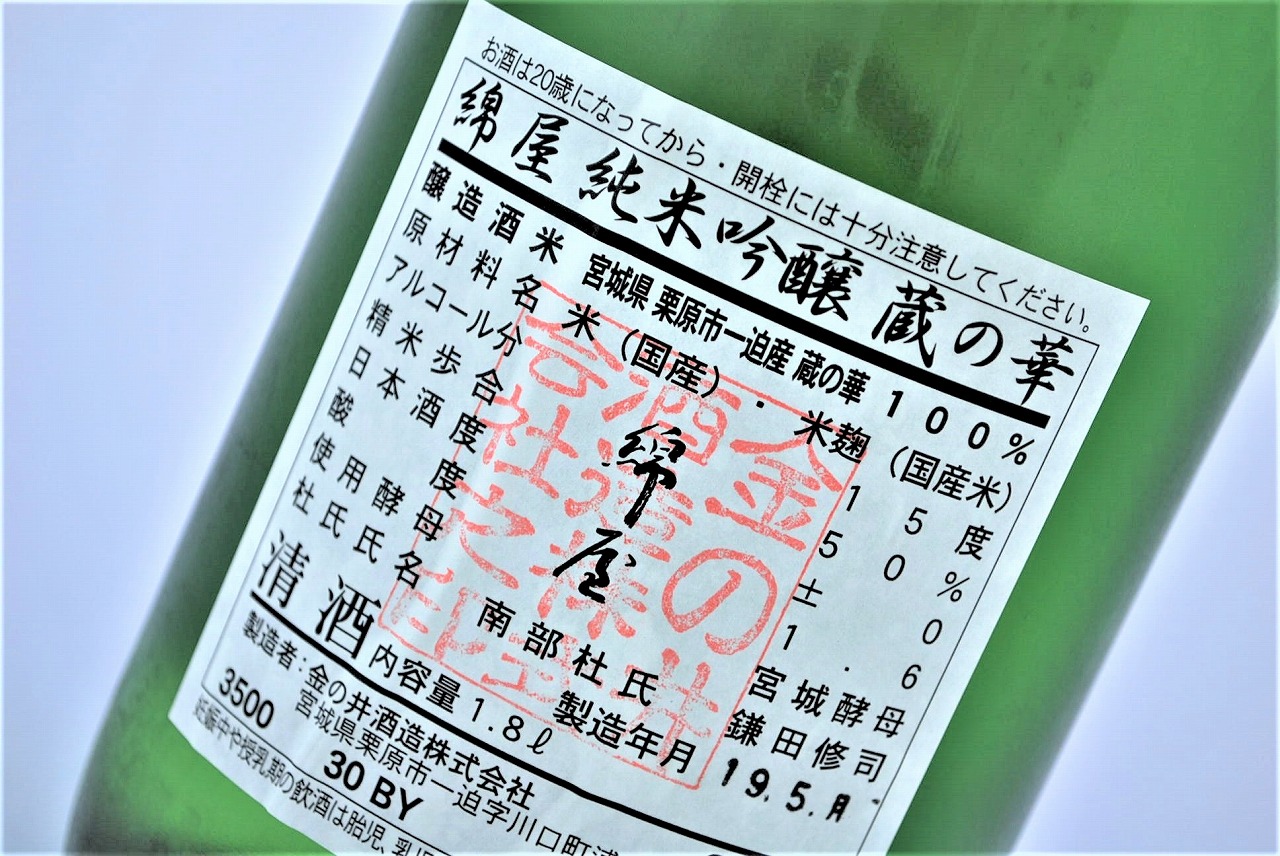 お酒は20歳になってから・開栓には十分注意してください。
綿屋 純米吟醸 蔵の華
醸造酒米 宮城県 栗原市一迫産 蔵の華 100%
原材料名 米(国産)・米麹(国産米)
アルコール分 15度
精米歩合 50%
日本酒度 ±0
酸度 1.6
使用酵母 宮城酵母
杜氏氏名 南部杜氏 鎌田修司
綿屋
金の井酒造株式会社之印
清酒 内容量1.8ℓ 製造年月 19.5.月
製造者:金の井酒造株式会社
宮城県栗原市一迫字川口町
3500 30 BY
妊娠中や授乳期の飲酒は胎児、乳